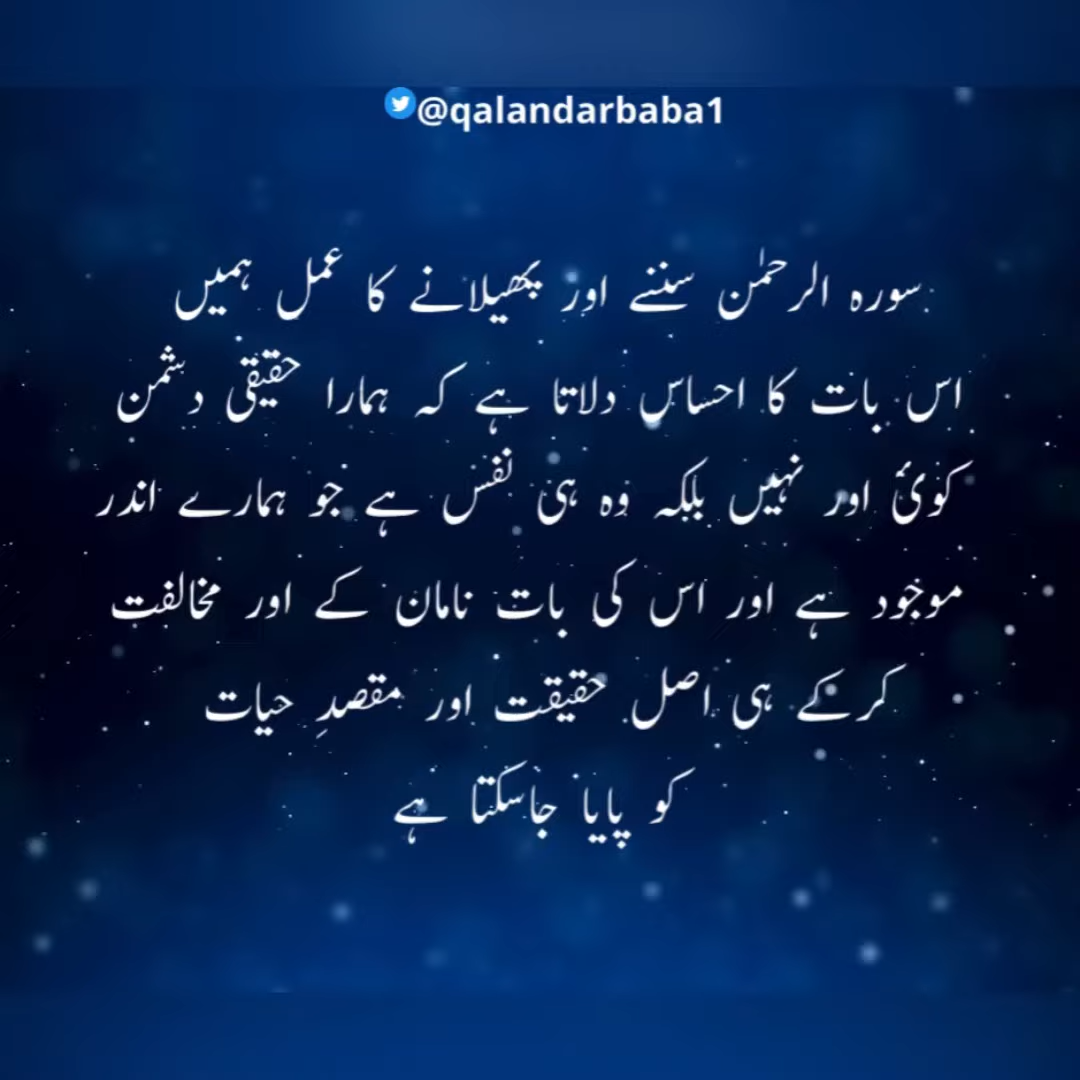 @qalandarbaba1
سورہ الرحمٰن سننے اور پھیلانے کا عمل ہمیں
اس بات کا احساس دلاتا ہے کہ ہمارا حقیقی دشمن
کوئ اور نہیں بلکہ وہ ہی نفس ہے جو ہمارے اندر
موجود ہے اور اس کی بات نامان کے اور مخالفت
کرکے ہی اصل حقیقت اور مقصدِ حیات
کو پایا جاسکتا ہے